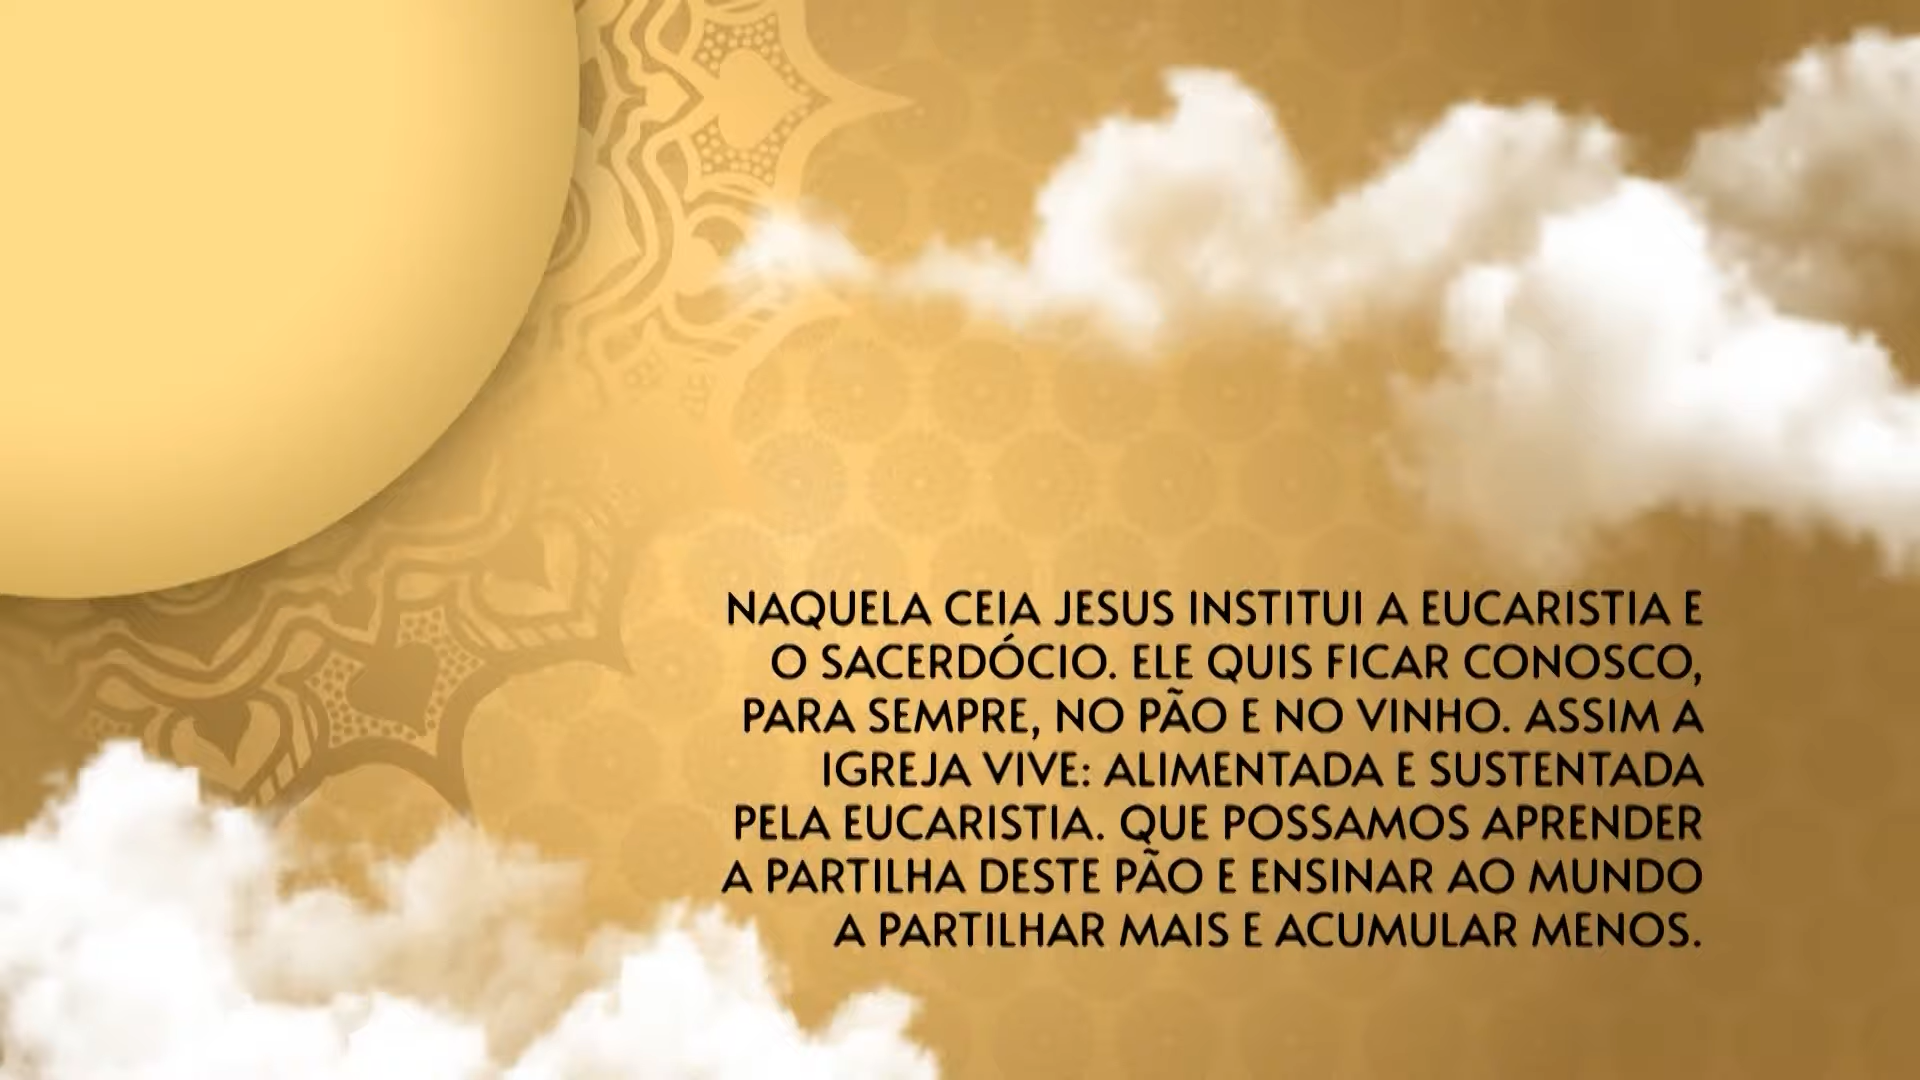 NAQUELA CEIA JESUS INSTITUI A EUCARISTIA E
O SACERDÓCIO. ELE QUIS FICAR CONOSCO,
PARA SEMPRE, NO PÃO E NO VINHO. ASSIM A
IGREJA VIVE: ALIMENTADA E SUSTENTADA
PELA EUCARISTIA. QUE POSSAMOS APRENDER
A PARTILHA DESTE PÃO E ENSINAR AO MUNDO
A PARTILHAR MAIS E ACUMULAR MENOS.